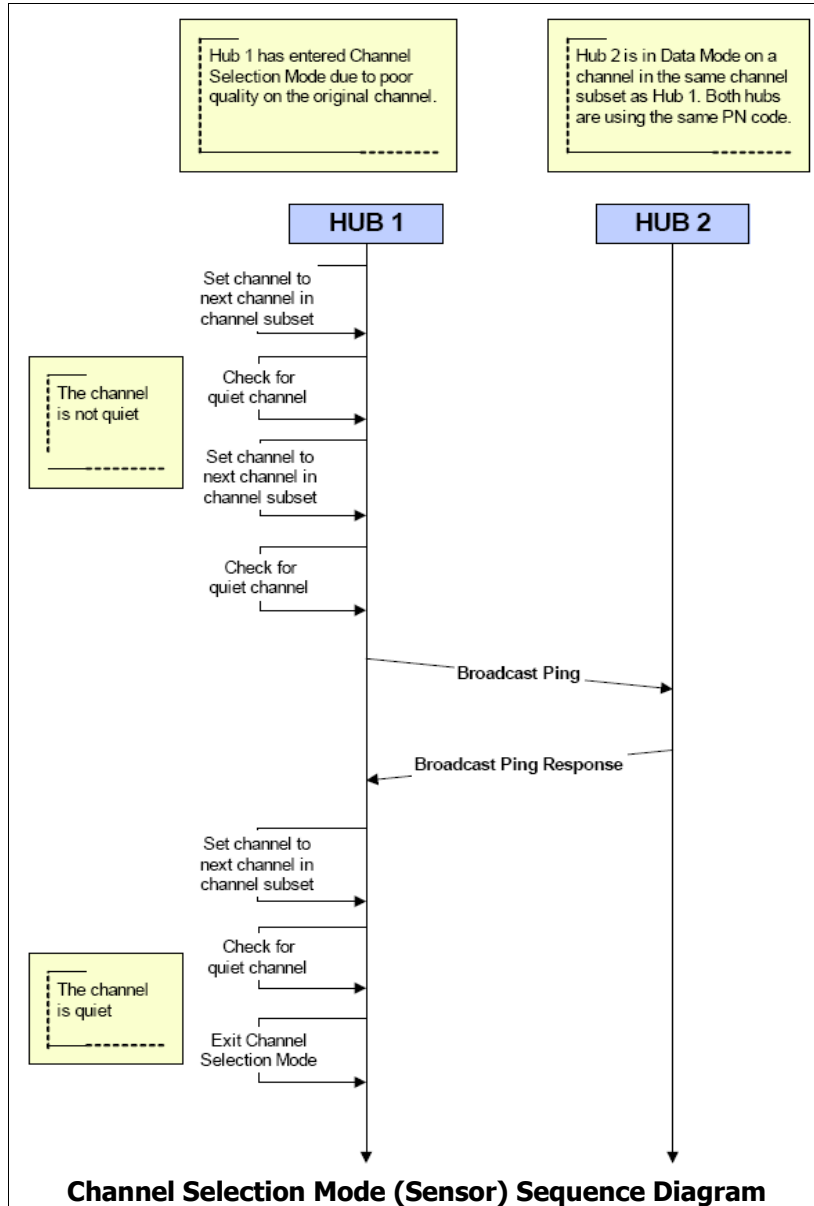 Hub 1 has entered Channel
Selection Mode due to poor
quality on the original channel.
Hub 2 is in Data Mode on a
channel in the same channel
subset as Hub 1. Both hubs
are using the same PN code.
HUB 1
HUB 2
Set channel to
next channel in
channel subset
Check for
quiet channel
The channel
is not quiet
Set channel to
next channel in
channel subset
Check for
quiet channel
Broadcast Ping
Broadcast Ping Response
Set channel to
next channel in
channel subset
Check for
quiet channel
The channel
is quiet
Exit Channel
Selection Mode
Channel Selection Mode (Sensor) Sequence Diagram